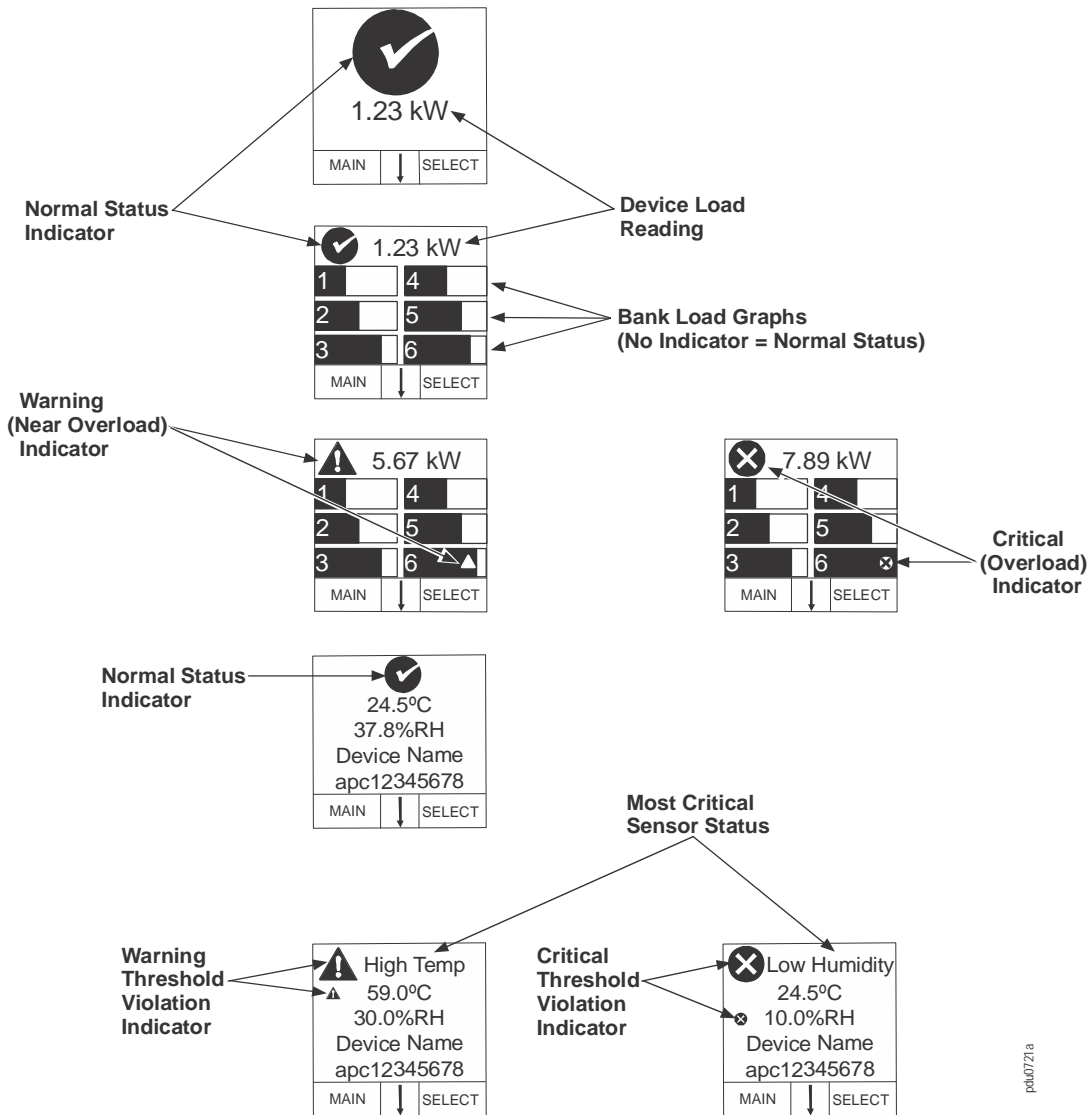 1.23 kW
MAIN
SELECT
Normal Status
Indicator
Device Load
Reading
1.23 kW
1
4
2
5
3
6
MAIN
SELECT
Bank Load Graphs
(No Indicator = Normal Status)
Warning
(Near Overload)
Indicator
5.67 kW
1
4
2
5
3
6
MAIN
SELECT
7.89 kW
1
4
2
5
3
6
MAIN
SELECT
Critical
(Overload)
Indicator
Normal Status
Indicator
24.5ºC
37.8%RH
Device Name
apc12345678
MAIN
SELECT
Most Critical
Sensor Status
Warning
Threshold
Violation
Indicator
High Temp
59.0ºC
30.0%RH
Device Name
apc12345678
MAIN
SELECT
Critical
Threshold
Violation
Indicator
Low Humidity
24.5ºC
10.0%RH
Device Name
apc12345678
MAIN
SELECT
pdu0721a